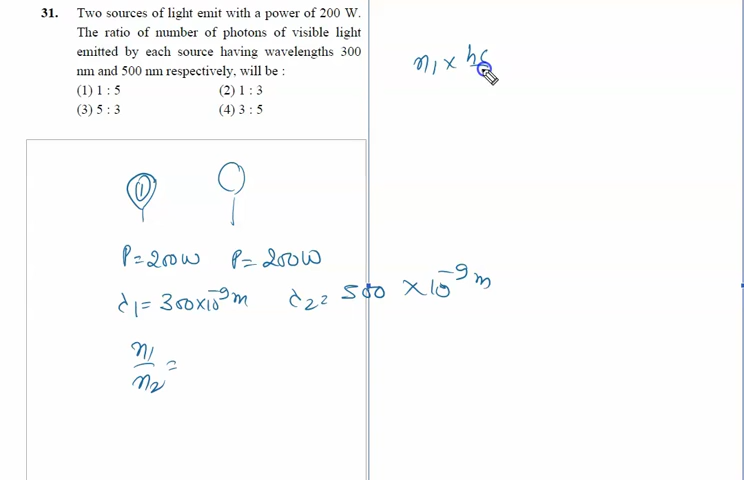 31. Two sources of light emit with a power of 200 W.
The ratio of number of photons of visible light
emitted by each source having wavelengths 300
nm and 500 nm respectively, will be :
(1) 1 : 5 (2) 1 : 3
(3) 5 : 3 (4) 3 : 5
n₁ × hc
1
P = 200W P = 200W
λ₁ = 300×10⁻⁹m λ₂ = 500 × 10⁻⁹ m
n₁
=
n₂